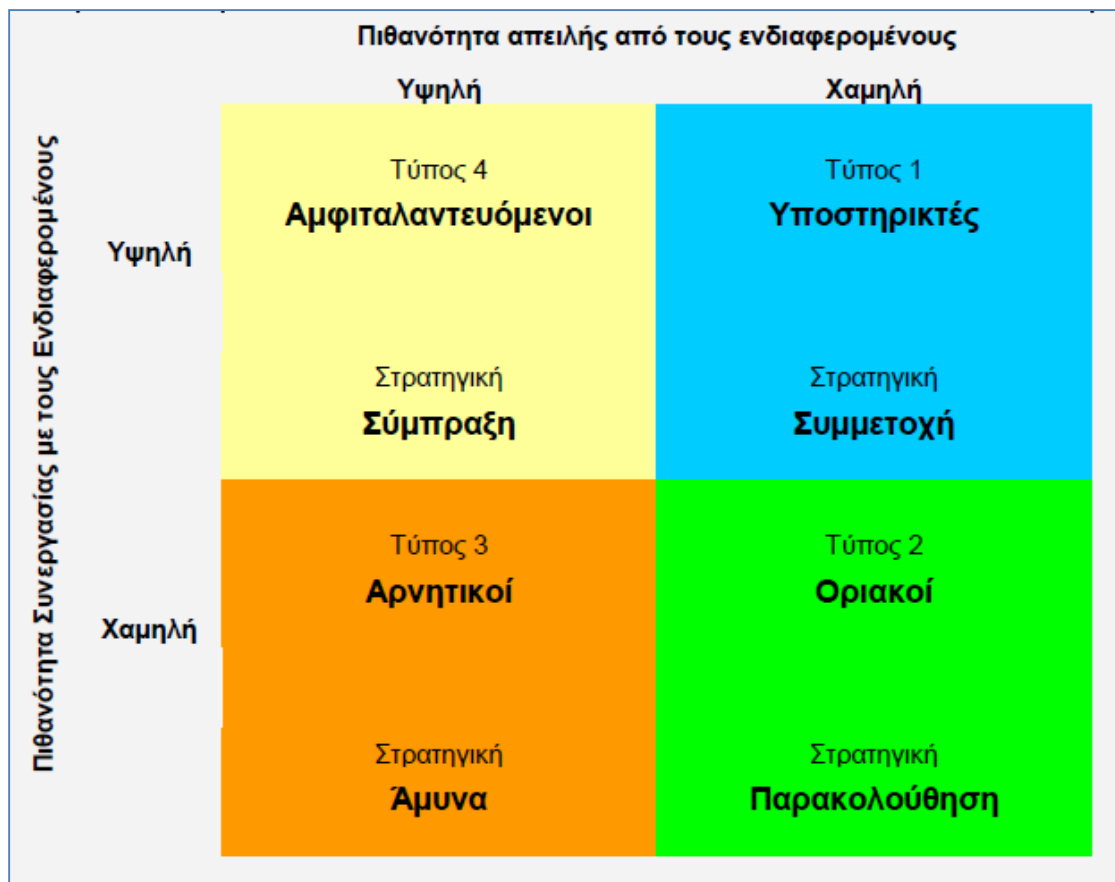 Πιθανότητα απειλής από τους ενδιαφερομένους
Υψηλή
Χαμηλή
Πιθανότητα Συνεργασίας με τους Ενδιαφερομένους
Υψηλή
Τύπος 4
Αμφιταλαντευόμενοι
Στρατηγική
Σύμπραξη
Τύπος 1
Υποστηρικτές
Στρατηγική
Συμμετοχή
Χαμηλή
Τύπος 3
Αρνητικοί
Στρατηγική
Άμυνα
Τύπος 2
Οριακοί
Στρατηγική
Παρακολούθηση